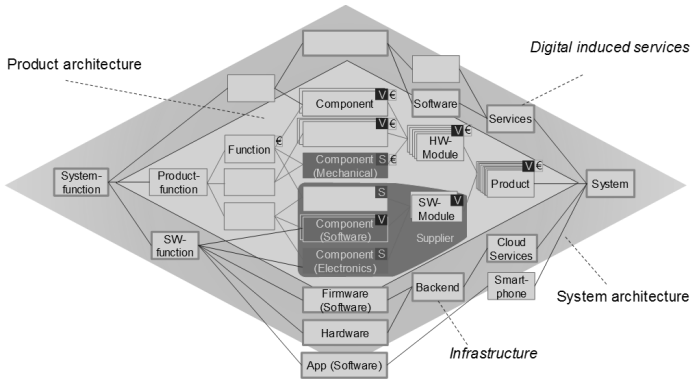 Product architecture
Digital induced services
Component
V €
V €
Software
Services
Function
€
HW-
Module
V €
Component
(Mechanical)
S €
System-
function
Product-
function
Product
V €
System
S
SW-
Module
V
Component
(Software)
V
Supplier
SW-
function
Component
(Electronics)
S
Cloud
Services
Firmware
(Software)
Backend
Smart-
phone
System architecture
Hardware
Infrastructure
App (Software)